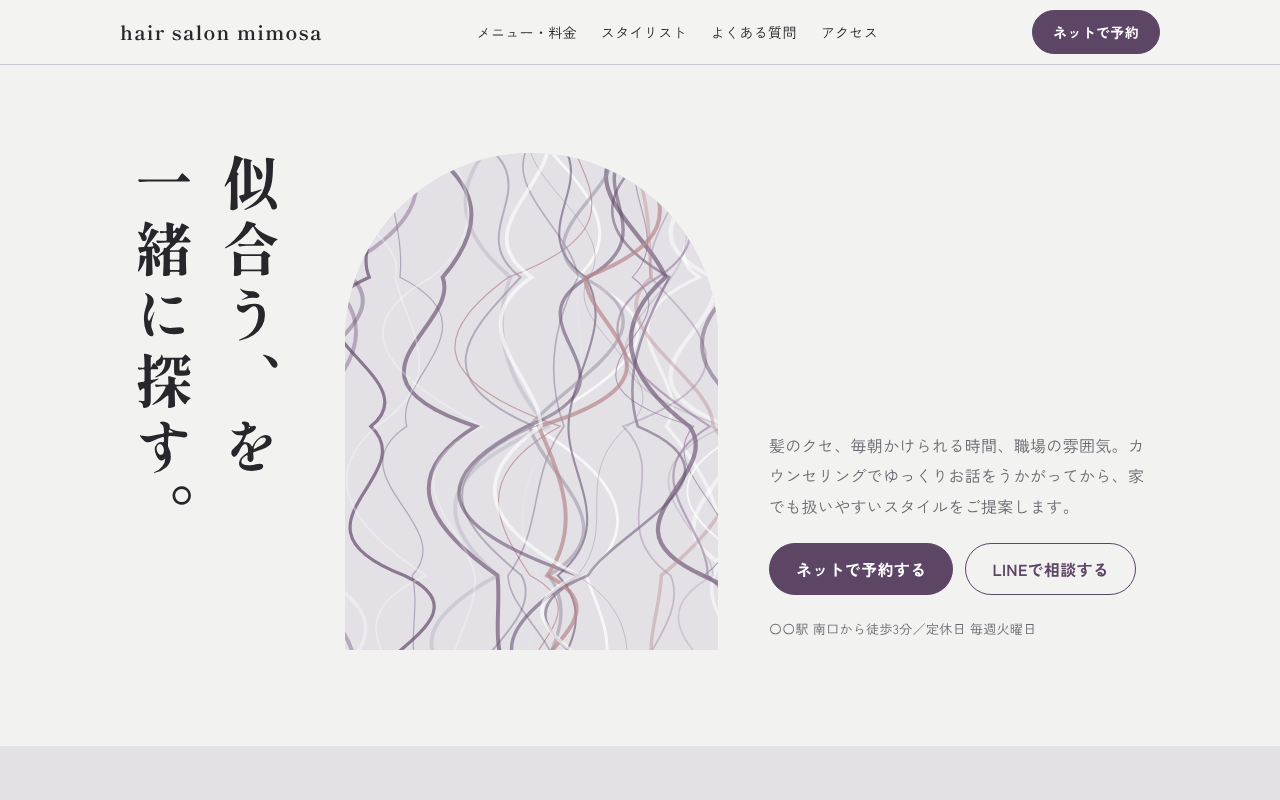 hair salon mimosa
メニュー・料金
スタイリスト
よくある質問
アクセス
ネットで予約
似合う、を
一緒に探す。
髪のクセ、毎朝かけられる時間、職場の雰囲気。カ
ウンセリングでゆっくりお話をうかがってから、家
でも扱いやすいスタイルをご提案します。
ネットで予約する
LINEで相談する
〇〇駅 南口から徒歩3分／定休日 毎週火曜日